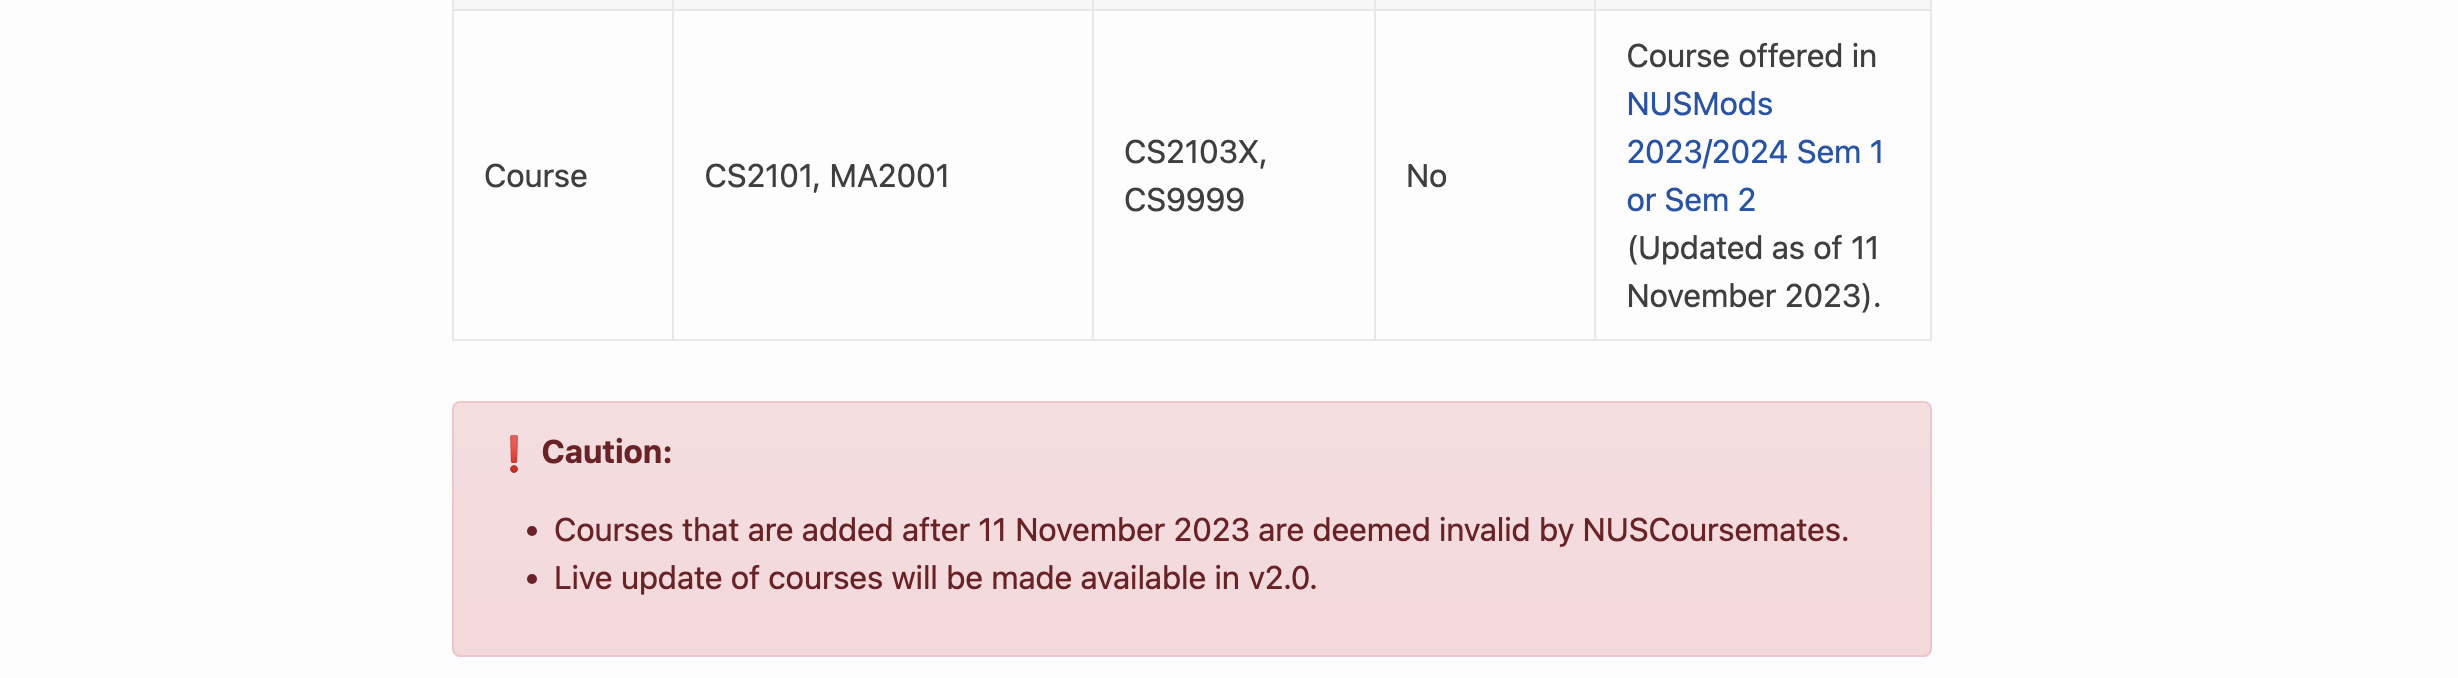 Course
CS2101, MA2001
CS2103X,
CS9999
No
Course offered in
NUSMods
2023/2024 Sem 1
or Sem 2
(Updated as of 11
November 2023).
❗ Caution:
• Courses that are added after 11 November 2023 are deemed invalid by NUSCoursemates.
• Live update of courses will be made available in v2.0.